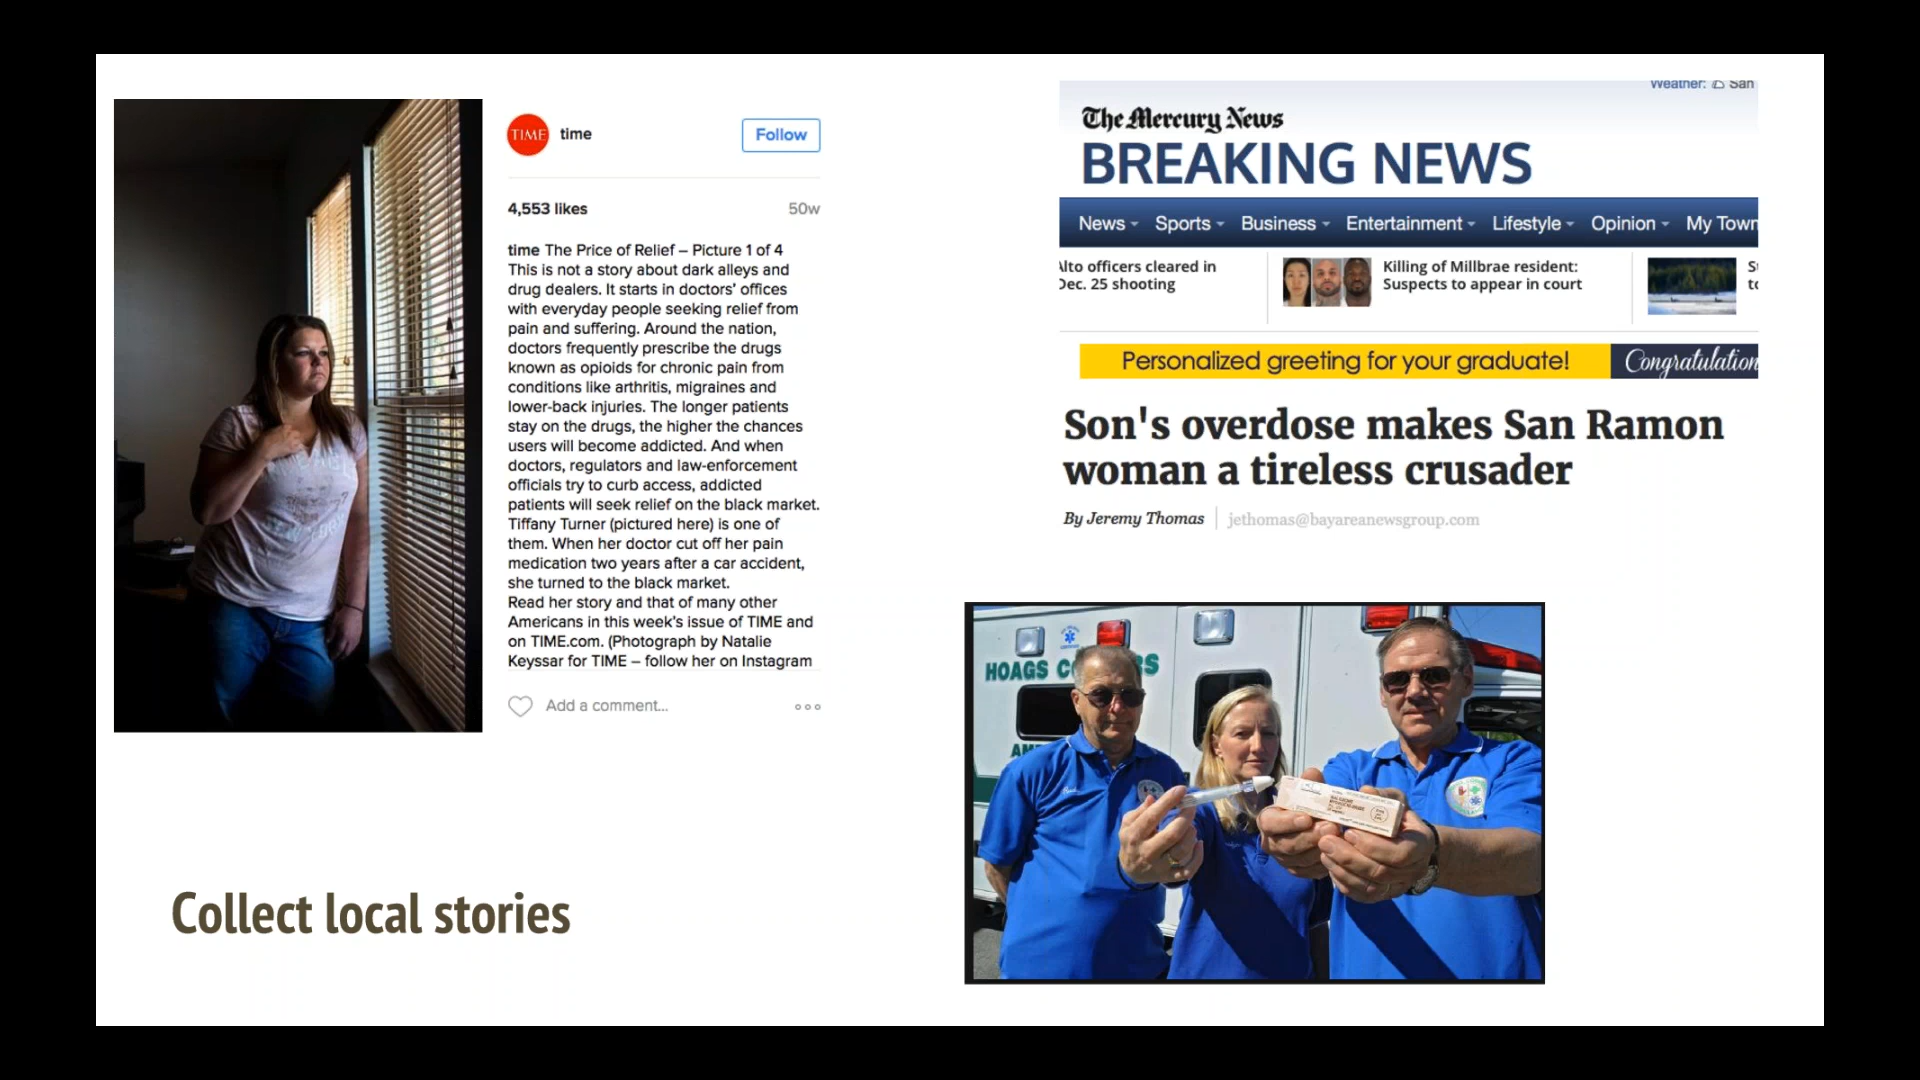 TIME
time
Follow
4,553 likes
50w
time The Price of Relief – Picture 1 of 4
This is not a story about dark alleys and
drug dealers. It starts in doctors' offices
with everyday people seeking relief from
pain and suffering. Around the nation,
doctors frequently prescribe the drugs
known as opioids for chronic pain from
conditions like arthritis, migraines and
lower-back injuries. The longer patients
stay on the drugs, the higher the chances
users will become addicted. And when
doctors, regulators and law-enforcement
officials try to curb access, addicted
patients will seek relief on the black market.
Tiffany Turner (pictured here) is one of
them. When her doctor cut off her pain
medication two years after a car accident,
she turned to the black market.
Read her story and that of many other
Americans in this week's issue of TIME and
on TIME.com. (Photograph by Natalie
Keyssar for TIME – follow her on Instagram
Add a comment...
Collect local stories
Weather: San
The Mercury News
BREAKING NEWS
News Sports Business Entertainment Lifestyle Opinion My Town
Alto officers cleared in
Dec. 25 shooting
Killing of Millbrae resident:
Suspects to appear in court
Personalized greeting for your graduate!
Congratulation
Son's overdose makes San Ramon
woman a tireless crusader
By Jeremy Thomas | jethomas@bayareanewsgroup.com
HOAGS